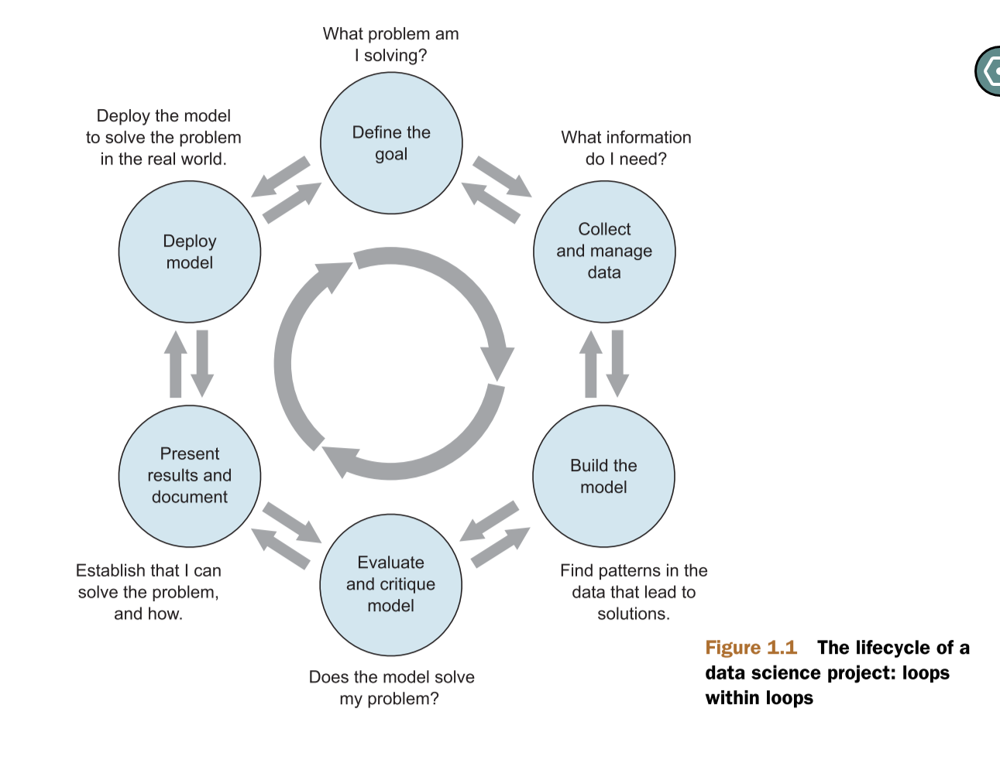 What problem am
I solving?
Define the
goal
Deploy the model
to solve the problem
in the real world.
What information
do I need?
Deploy
model
Collect
and manage
data
Present
results and
document
Build the
model
Establish that I can
solve the problem,
and how.
Evaluate
and critique
model
Find patterns in the
data that lead to
solutions.
Does the model solve
my problem?
Figure 1.1 The lifecycle of a
data science project: loops
within loops